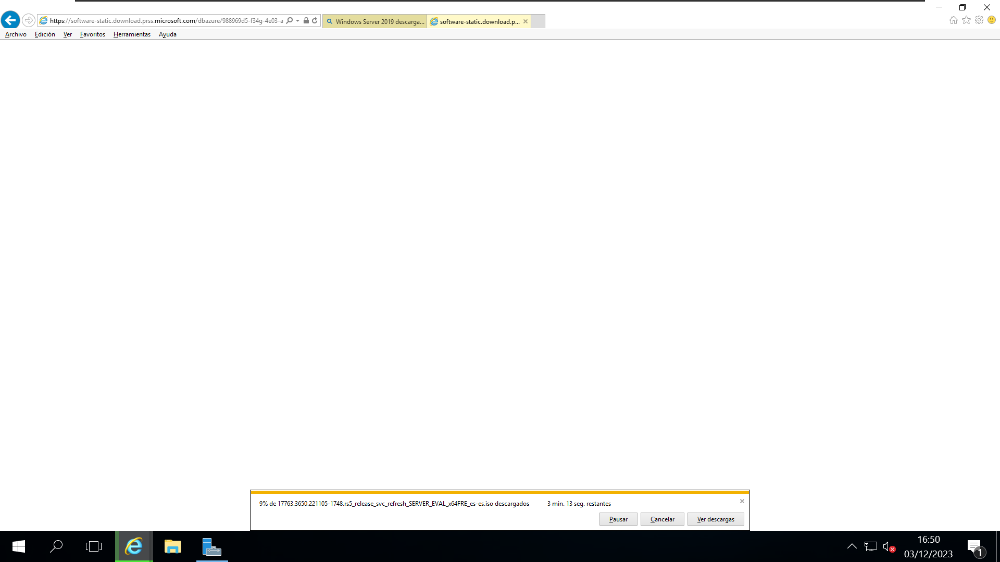 https://software-static.download.prss.microsoft.com/dbazure/988969d5-f34g-4e03-a
Windows Server 2019 descarga...
software-static.download.p...
Archivo Edición Ver Favoritos Herramientas Ayuda
9% de 17763.3650.221105-1748.rs5_release_svc_refresh_SERVER_EVAL_x64FRE_es-es.iso descargados 3 min. 13 seg. restantes
Pausar Cancelar Ver descargas
16:50
03/12/2023
1